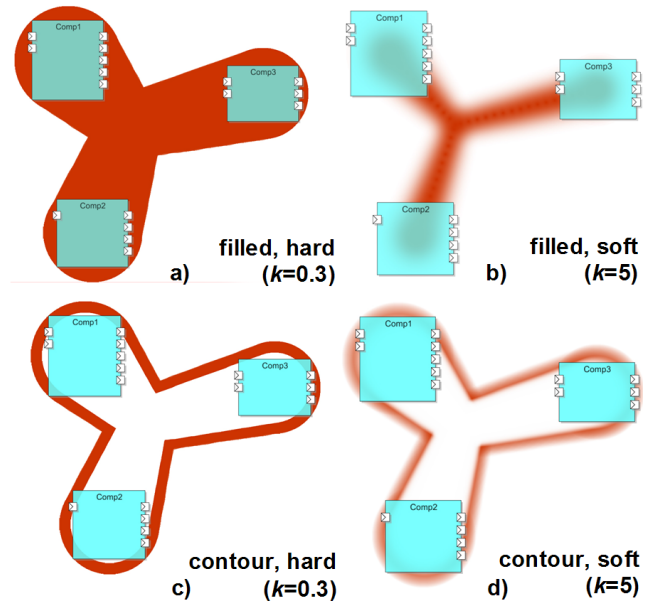 Comp1
Comp3
Comp2
filled, hard
a)
(k=0.3)
Comp1
Comp3
Comp2
filled, soft
b)
(k=5)
Comp1
Comp3
Comp2
contour, hard
c)
(k=0.3)
Comp1
Comp3
Comp2
contour, soft
d)
(k=5)